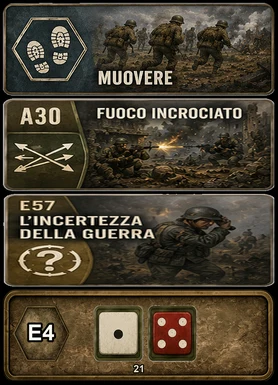 MUOVERE
A30
FUOCO INCROCIATO
E57
L'INCERTEZZA
DELLA GUERRA
?
E4
21